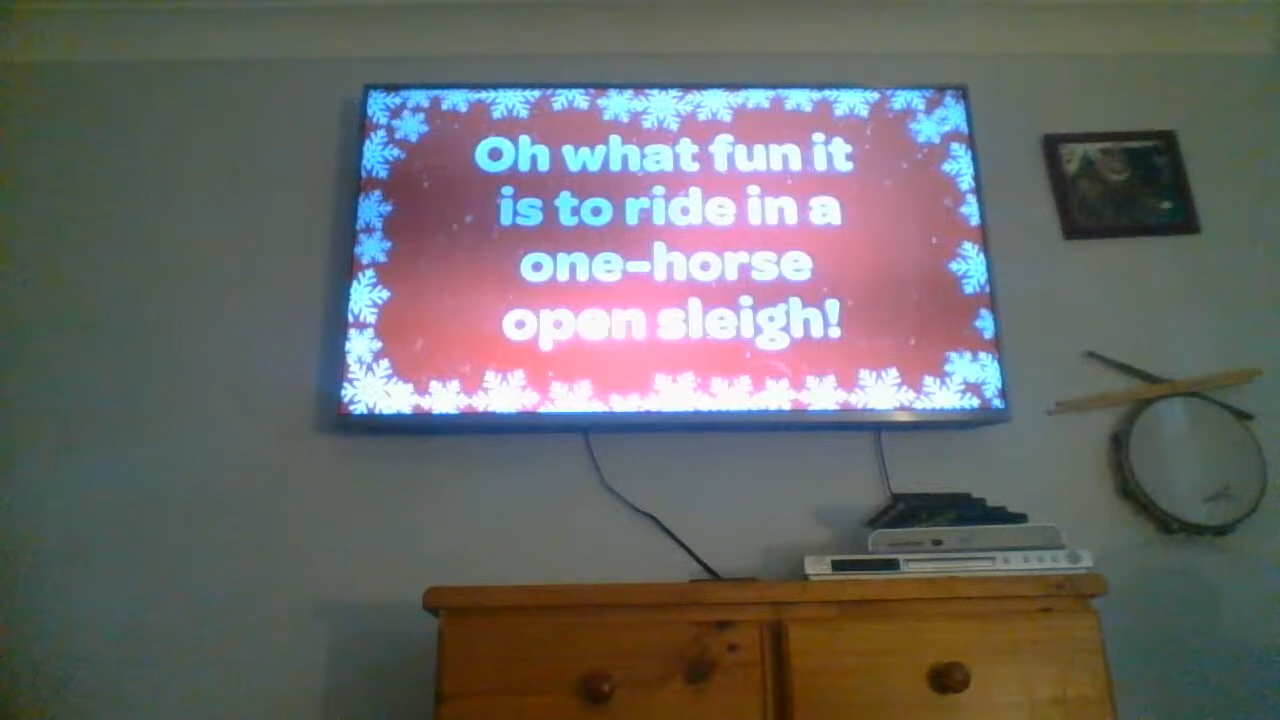 Oh what fun it
is to ride in a
one-horse
open sleigh!